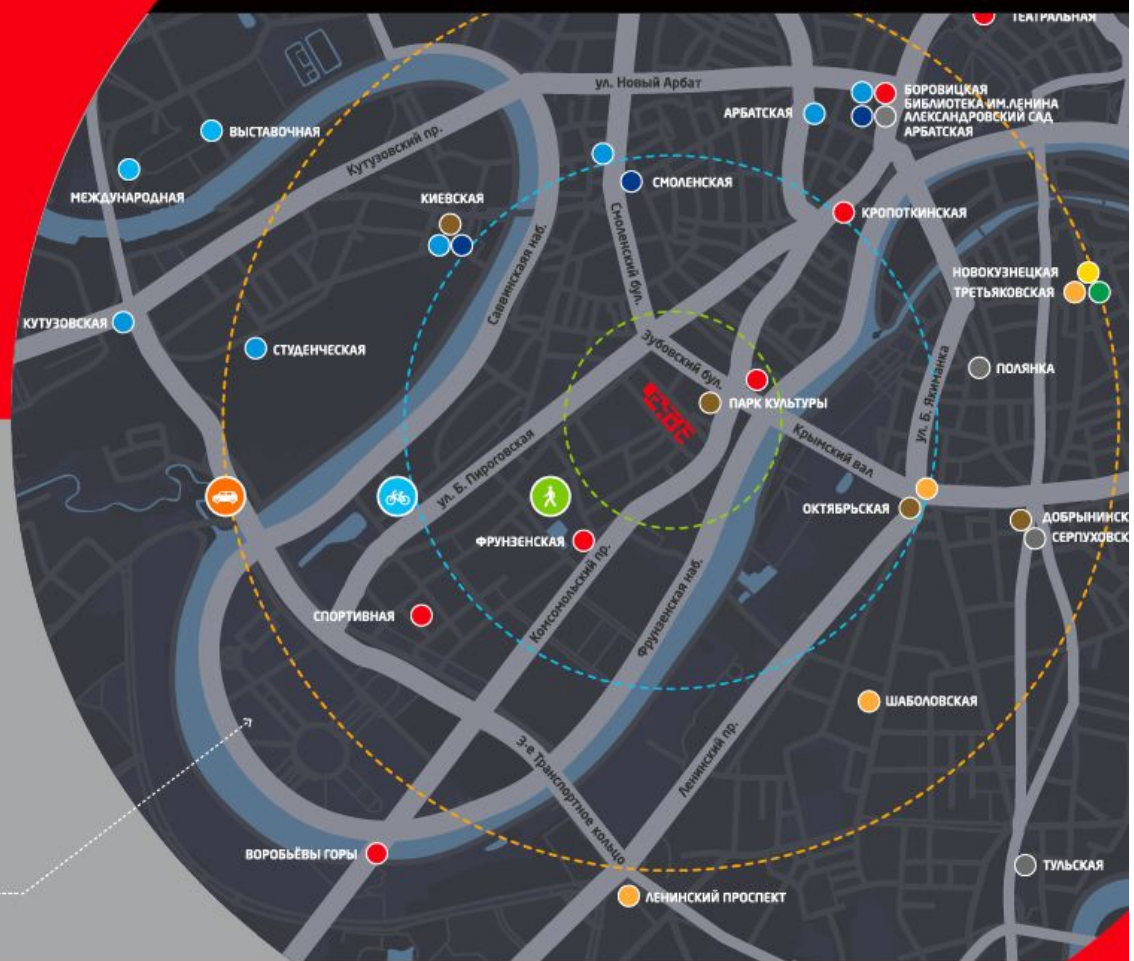 ТЕАТРАЛЬНАЯ
ул. Новый Арбат
БОРОВИЦКАЯ
БИБЛИОТЕКА ИМ.ЛЕНИНА
АЛЕКСАНДРОВСКИЙ САД
АРБАТСКАЯ
АРБАТСКАЯ
ВЫСТАВОЧНАЯ
Кутузовский пр.
МЕЖДУНАРОДНАЯ
КИЕВСКАЯ
СМОЛЕНСКАЯ
КРОПОТКИНСКАЯ
Смоленский бул.
Саввинскаяя наб.
НОВОКУЗНЕЦКАЯ
ТРЕТЬЯКОВСКАЯ
КУТУЗОВСКАЯ
СТУДЕНЧЕСКАЯ
Зубовский бул.
ПОЛЯНКА
ул. Б. Якиманка
ПАРК КУЛЬТУРЫ
Крымский вал
ул. Б. Пироговская
ОКТЯБРЬСКАЯ
ДОБРЫНИНСК
СЕРПУХОВСК
ФРУНЗЕНСКАЯ
Комсомольский пр.
Фрунзенская наб.
СПОРТИВНАЯ
ШАБОЛОВСКАЯ
Ленинский пр.
3-е Транспортное кольцо
ВОРОБЬЁВЫ ГОРЫ
ТУЛЬСКАЯ
ЛЕНИНСКИЙ ПРОСПЕКТ